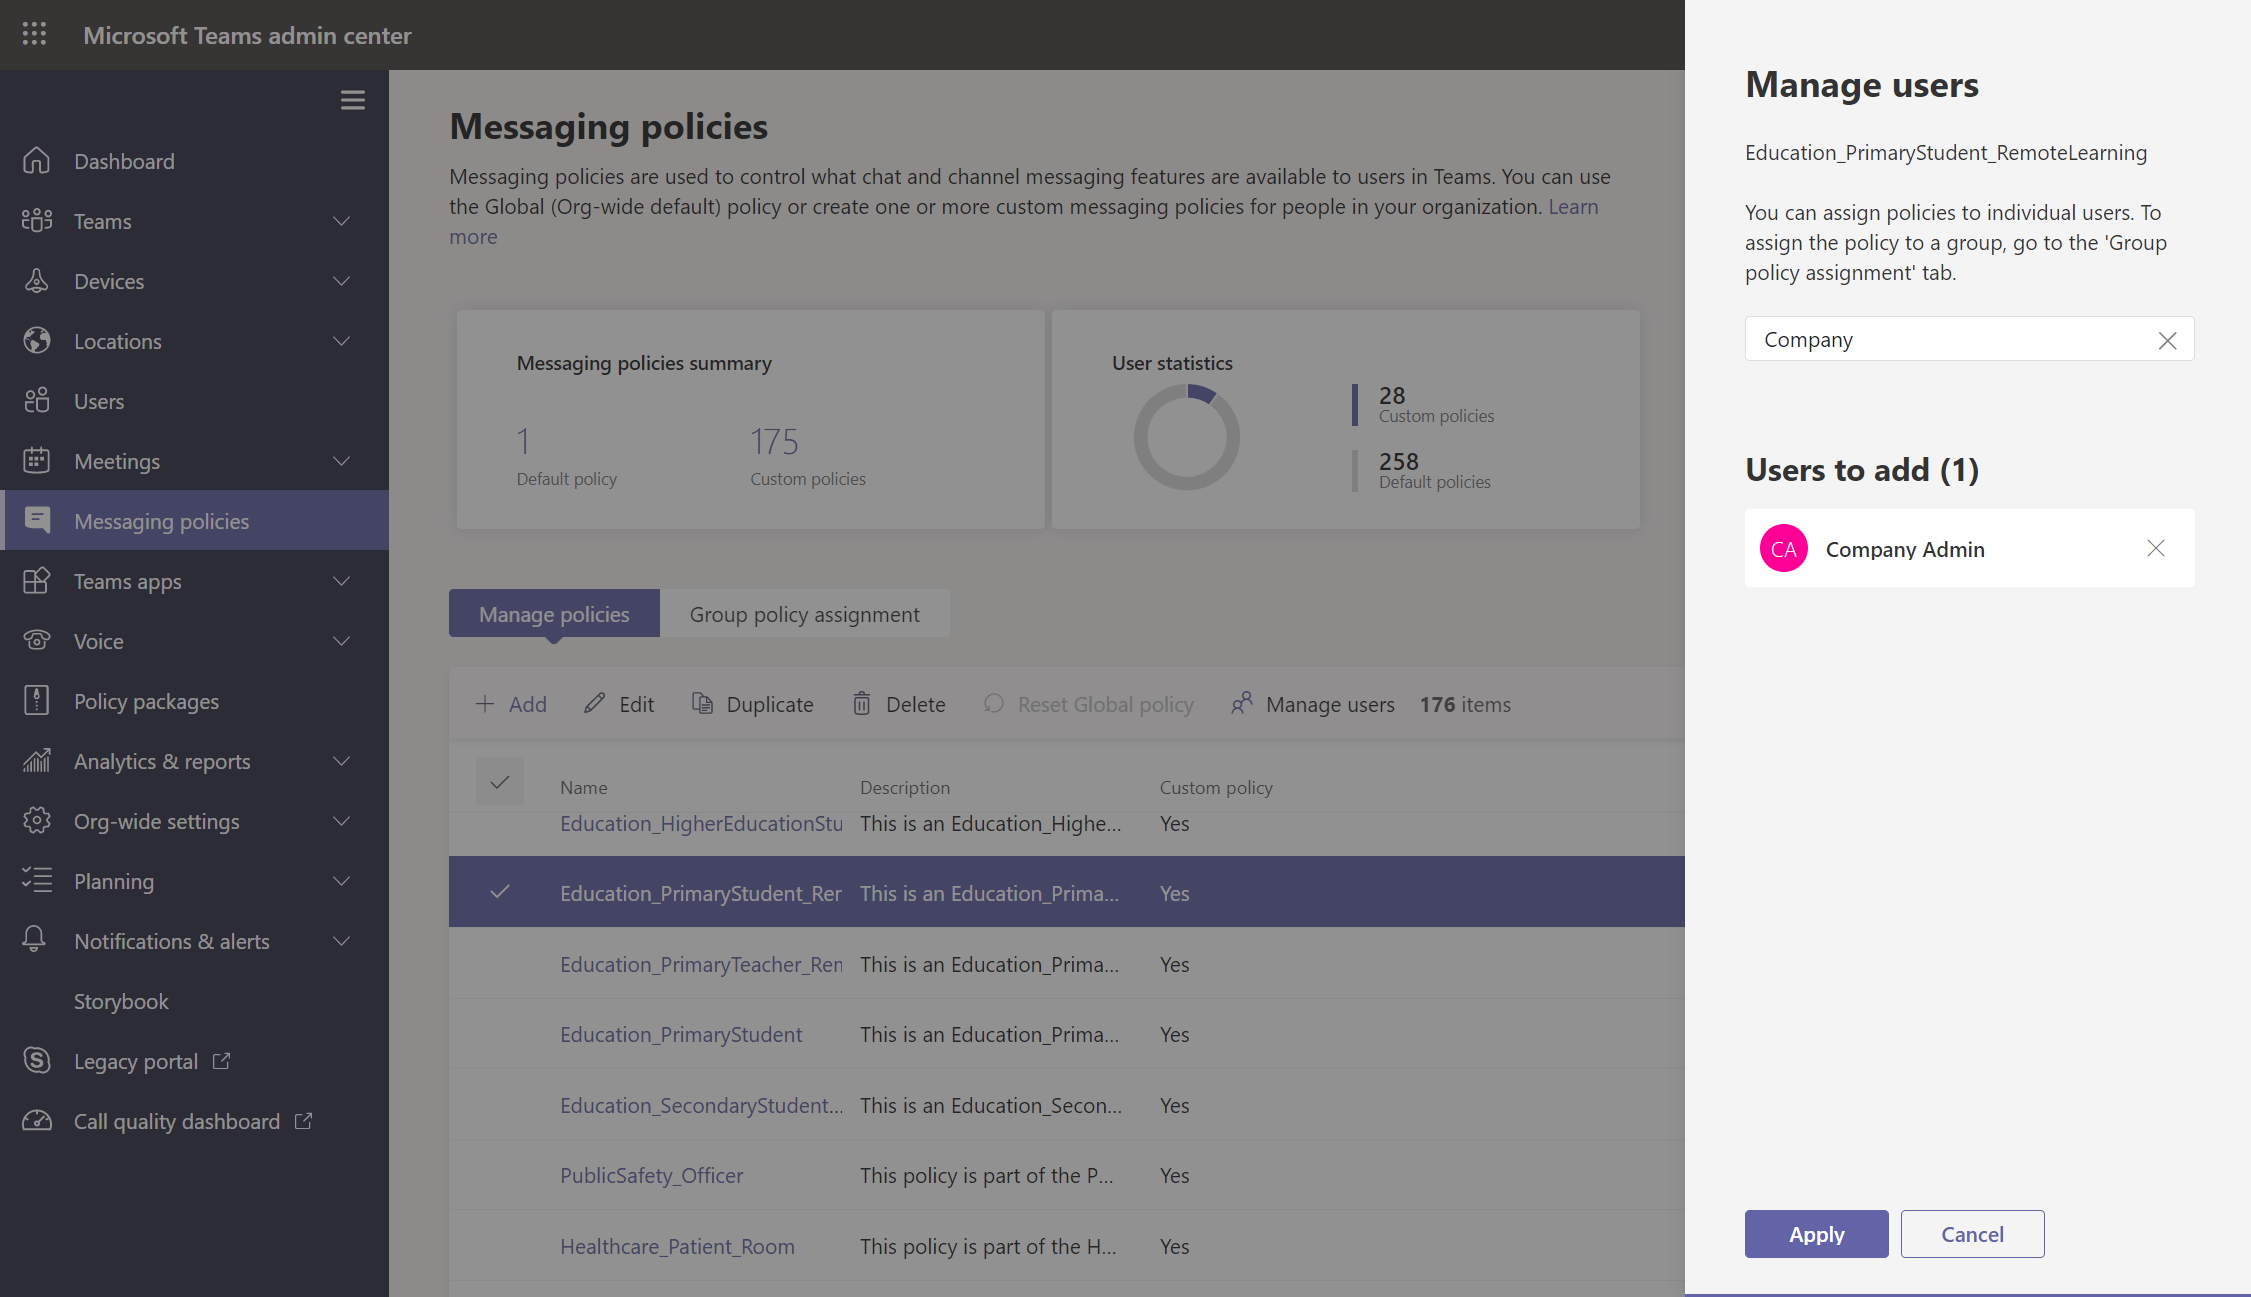 Microsoft Teams admin center
Dashboard
Teams
Devices
Locations
Users
Meetings
Messaging policies
Teams apps
Voice
Policy packages
Analytics & reports
Org-wide settings
Planning
Notifications & alerts
Storybook
Legacy portal
Call quality dashboard
Messaging policies
Messaging policies are used to control what chat and channel messaging features are available to users in Teams. You can use
the Global (Org-wide default) policy or create one or more custom messaging policies for people in your organization. Learn
more
Messaging policies summary
1
Default policy
175
Custom policies
User statistics
28
Custom policies
258
Default policies
Manage policies
Group policy assignment
Add Edit Duplicate Delete Reset Global policy Manage users 176 items
Name Description Custom policy
Education_HigherEducationStu This is an Education_Highe... Yes
Education_PrimaryStudent_Rer This is an Education_Prima... Yes
Education_PrimaryTeacher_Ren This is an Education_Prima... Yes
Education_PrimaryStudent This is an Education_Prima... Yes
Education_SecondaryStudent... This is an Education_Secon... Yes
PublicSafety_Officer This policy is part of the P... Yes
Healthcare_Patient_Room This policy is part of the H... Yes
Manage users
Education_PrimaryStudent_RemoteLearning
You can assign policies to individual users. To
assign the policy to a group, go to the 'Group
policy assignment' tab.
Company
Users to add (1)
CA Company Admin
Apply Cancel